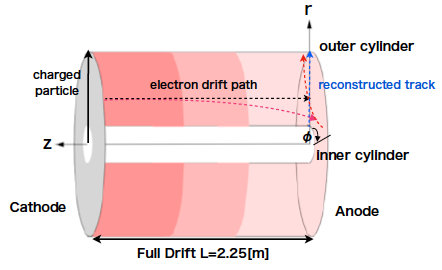 r
outer cylinder
charged
particle
electron drift path
reconstructed track
Z
ϕ
inner cylinder
Cathode
Anode
Full Drift L=2.25[m]